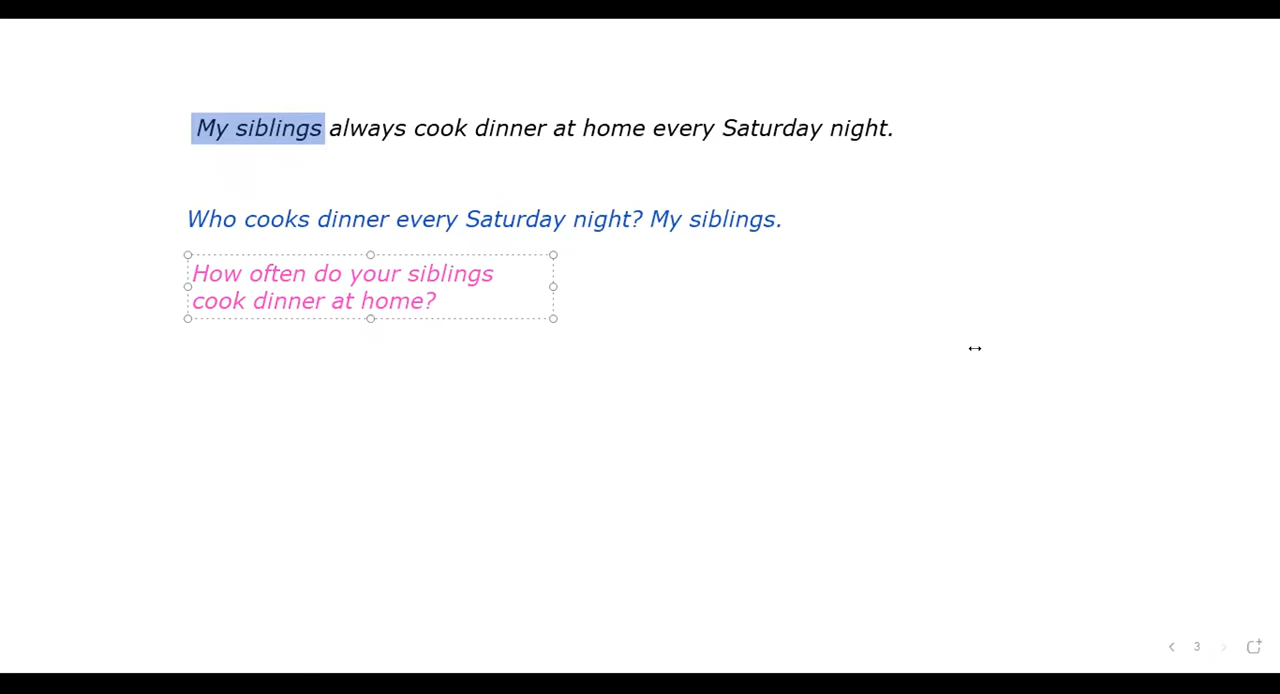 My siblings always cook dinner at home every Saturday night.
Who cooks dinner every Saturday night? My siblings.
How often do your siblings
cook dinner at home?
3